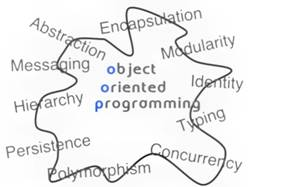 Encapsulation
Abstraction
Modularity
Messaging
object
oriented
programming
Identity
Hierarchy
Typing
Persistence
Concurrency
Polymorphism